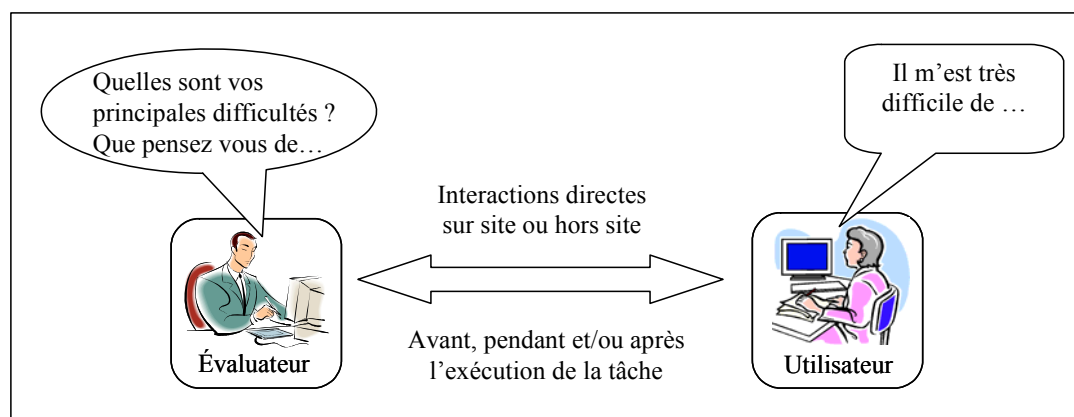 Quelles sont vos
principales difficultés ?
Que pensez vous de…
Il m’est très
difficile de …
Interactions directes
sur site ou hors site
Évaluateur
Avant, pendant et/ou après
l’exécution de la tâche
Utilisateur